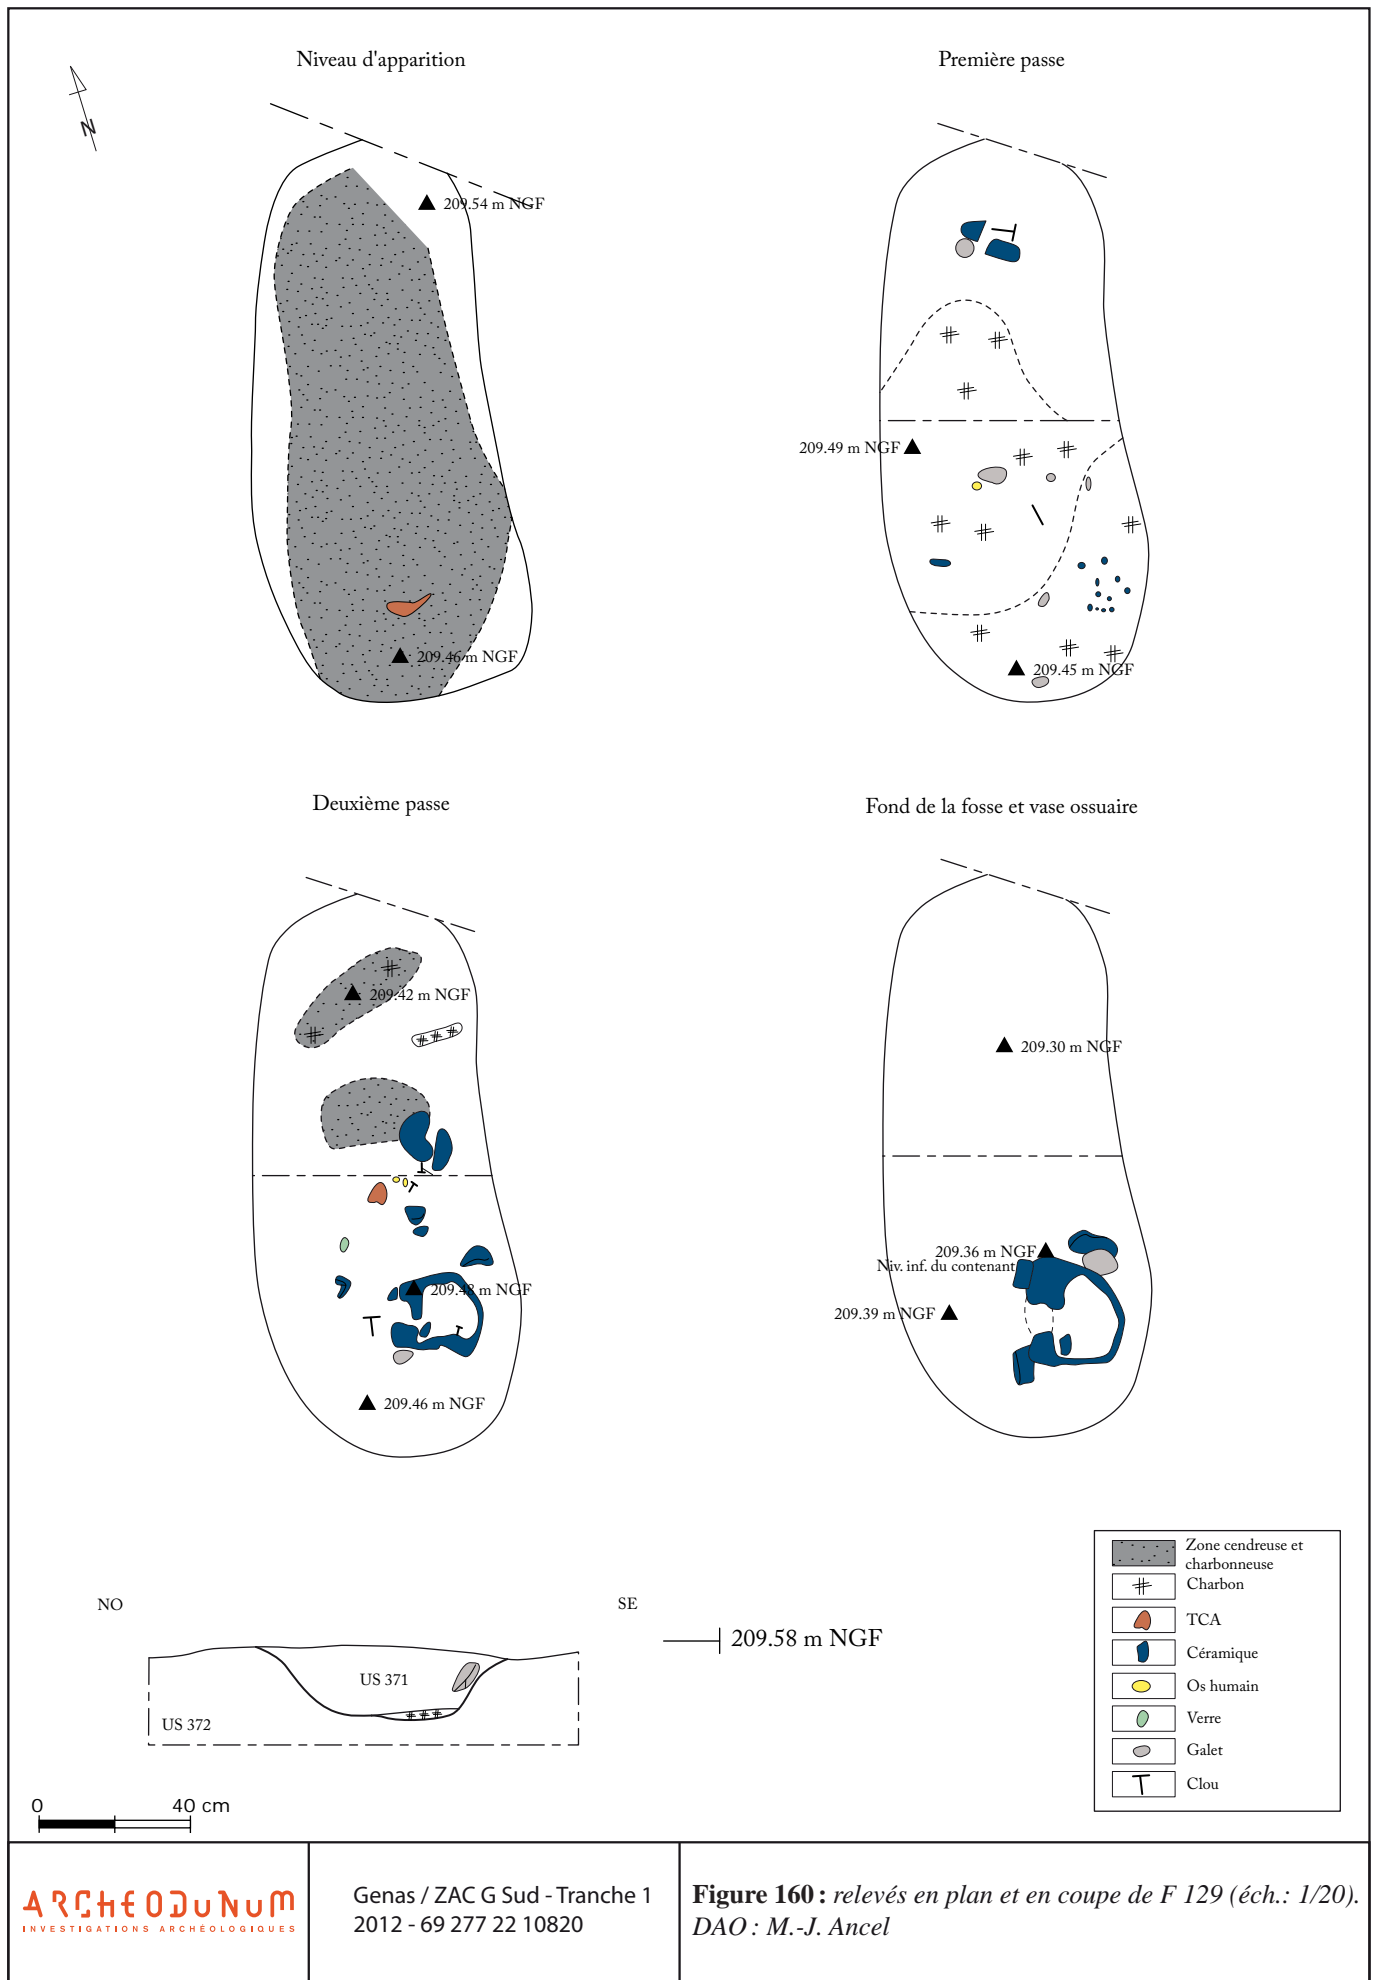 Niveau d'apparition
Première passe
N
209.54 m NGF
209.46 m NGF
209.49 m NGF
209.45 m NGF
Deuxième passe
Fond de la fosse et vase ossuaire
209.42 m NGF
209.48 m NGF
209.46 m NGF
209.30 m NGF
209.36 m NGF
Niv. inf. du contenant
209.39 m NGF
NO
SE
209.58 m NGF
US 371
US 372
0
40 cm
Zone cendreuse et
charbonneuse
Charbon
TCA
Céramique
Os humain
Verre
Galet
Clou
ARCHEODUNUM
INVESTIGATIONS ARCHÉOLOGIQUES
Genas / ZAC G Sud - Tranche 1
2012 - 69 277 22 10820
Figure 160 : relevés en plan et en coupe de F 129 (éch.: 1/20).
DAO : M.-J. Ancel